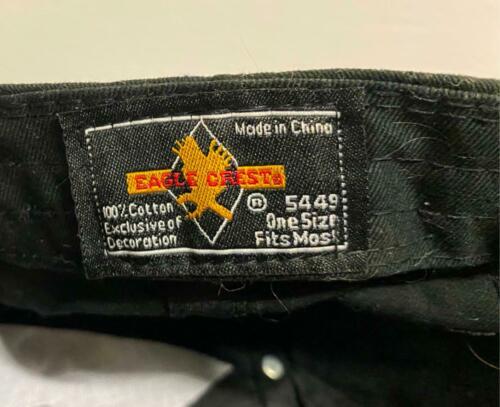 Made in China
EAGLE CREST®
100% Cotton
Exclusive of
Decoration
® 5449
One Size
Fits Most